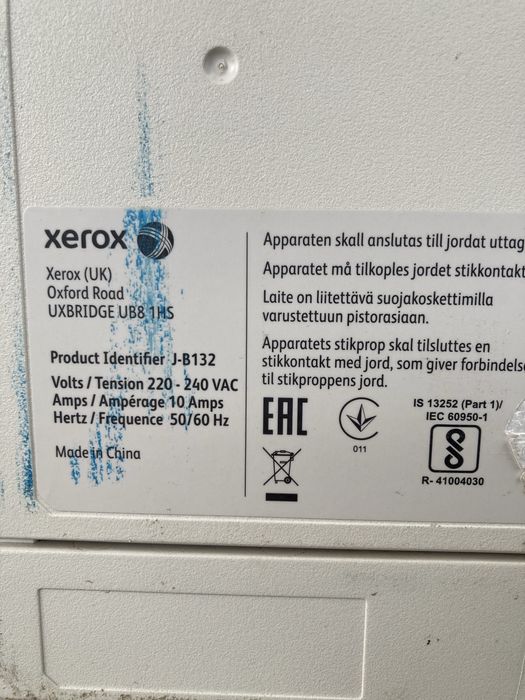 xerox
Xerox (UK)
Oxford Road
UXBRIDGE UB8 1HS
Product Identifier J-B132
Volts / Tension 220 - 240 VAC
Amps / Ampérage 10 Amps
Hertz / Frequence 50/60 Hz
Made in China
Apparaten skall anslutas till jordat uttag
Apparatet må tilkoples jordet stikkontakt
Laite on liitettävä suojakoskettimilla
varustettuun pistorasiaan.
Apparatets stikprop skal tilsluttes en
stikkontakt med jord, som giver forbindelse
til stikproppens jord.
EAC
011
IS 13252 (Part 1)/
IEC 60950-1
R- 41004030